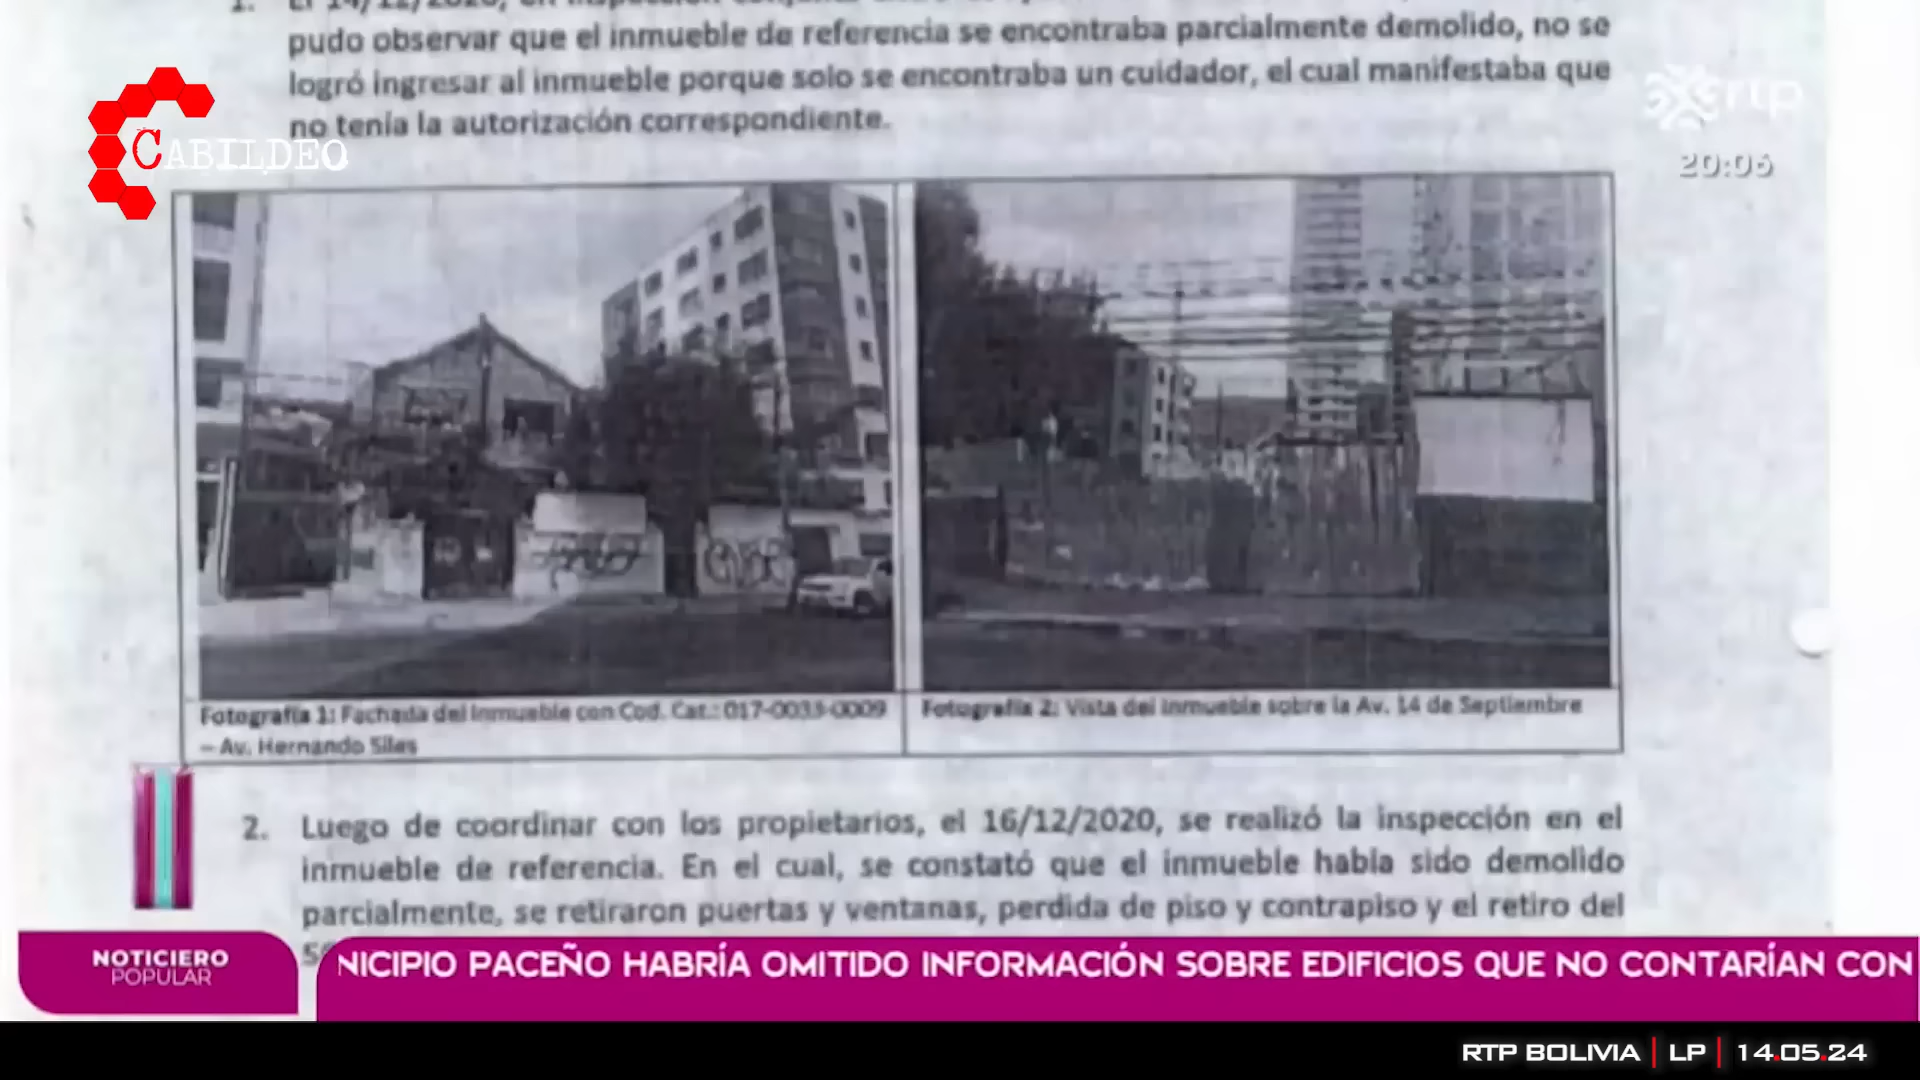 pudo observar que el inmueble de referencia se encontraba parcialmente demolido, no se
logró ingresar al inmueble porque solo se encontraba un cuidador, el cual manifestaba que
no tenía la autorización correspondiente.
CABILDEO
rtp
20:06
Fotografía 1: Fachada del Inmueble con Cod. Cat.: 017-0033-0009
– Av. Hernando Siles
Fotografía 2: Vista del Inmueble sobre la Av. 14 de Septiembre
2. Luego de coordinar con los propietarios, el 16/12/2020, se realizó la inspección en el
inmueble de referencia. En el cual, se constató que el inmueble había sido demolido
parcialmente, se retiraron puertas y ventanas, perdida de piso y contrapiso y el retiro del
NOTICIERO
POPULAR
NICIPIO PACEÑO HABRÍA OMITIDO INFORMACIÓN SOBRE EDIFICIOS QUE NO CONTARÍAN CON
RTP BOLIVIA | LP | 14.05.24